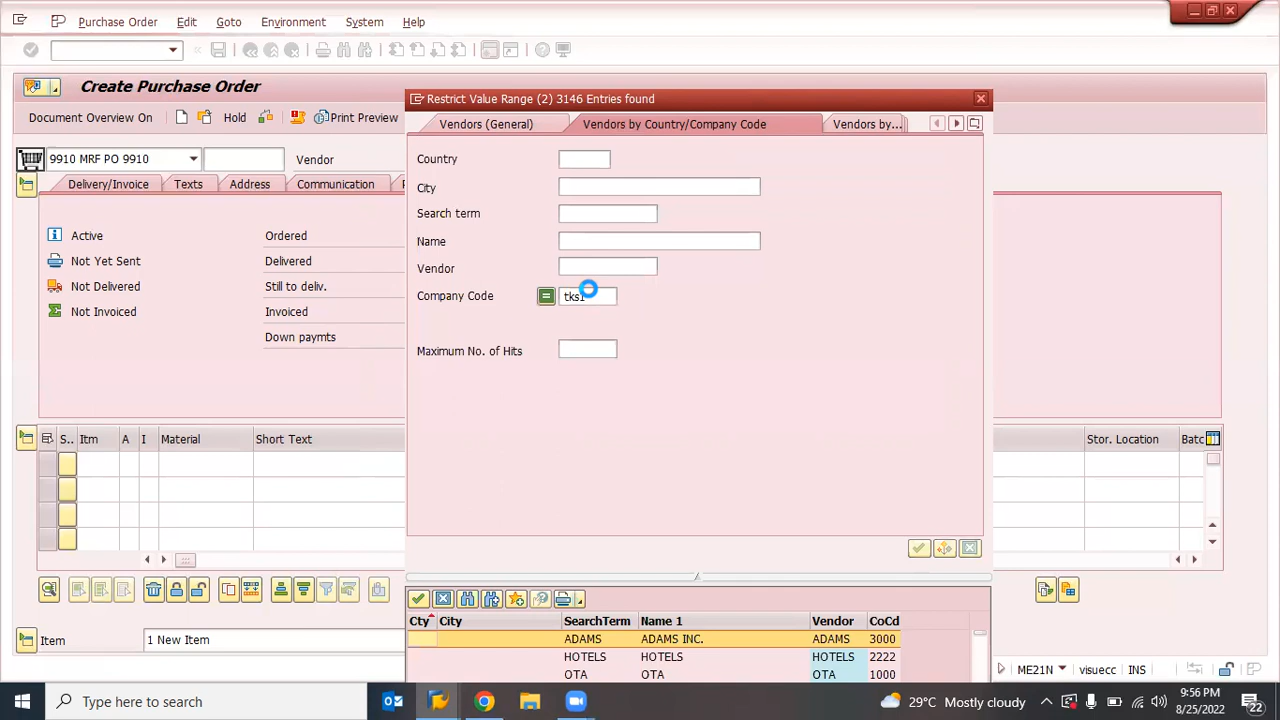 Purchase Order Edit Goto Environment System Help
Create Purchase Order
Document Overview On Hold Print Preview
9910 MRF PO 9910 Vendor
Delivery/Invoice Texts Address Communication
Active Ordered
Not Yet Sent Delivered
Not Delivered Still to deliv.
Not Invoiced Invoiced
Down paymts
Restrict Value Range (2) 3146 Entries found
Vendors (General) Vendors by Country/Company Code Vendors by...
Country
City
Search term
Name
Vendor
Company Code tks1
Maximum No. of Hits
S.. Itm A I Material Short Text Stor. Location Batc
Cty City SearchTerm Name 1 Vendor CoCd
ADAMS ADAMS INC. ADAMS 3000
HOTELS HOTELS HOTELS 2222
OTA OTA OTA 1000
Item 1 New Item
ME21N visuecc INS
Type here to search
29°C Mostly cloudy
9:56 PM
8/25/2022
22